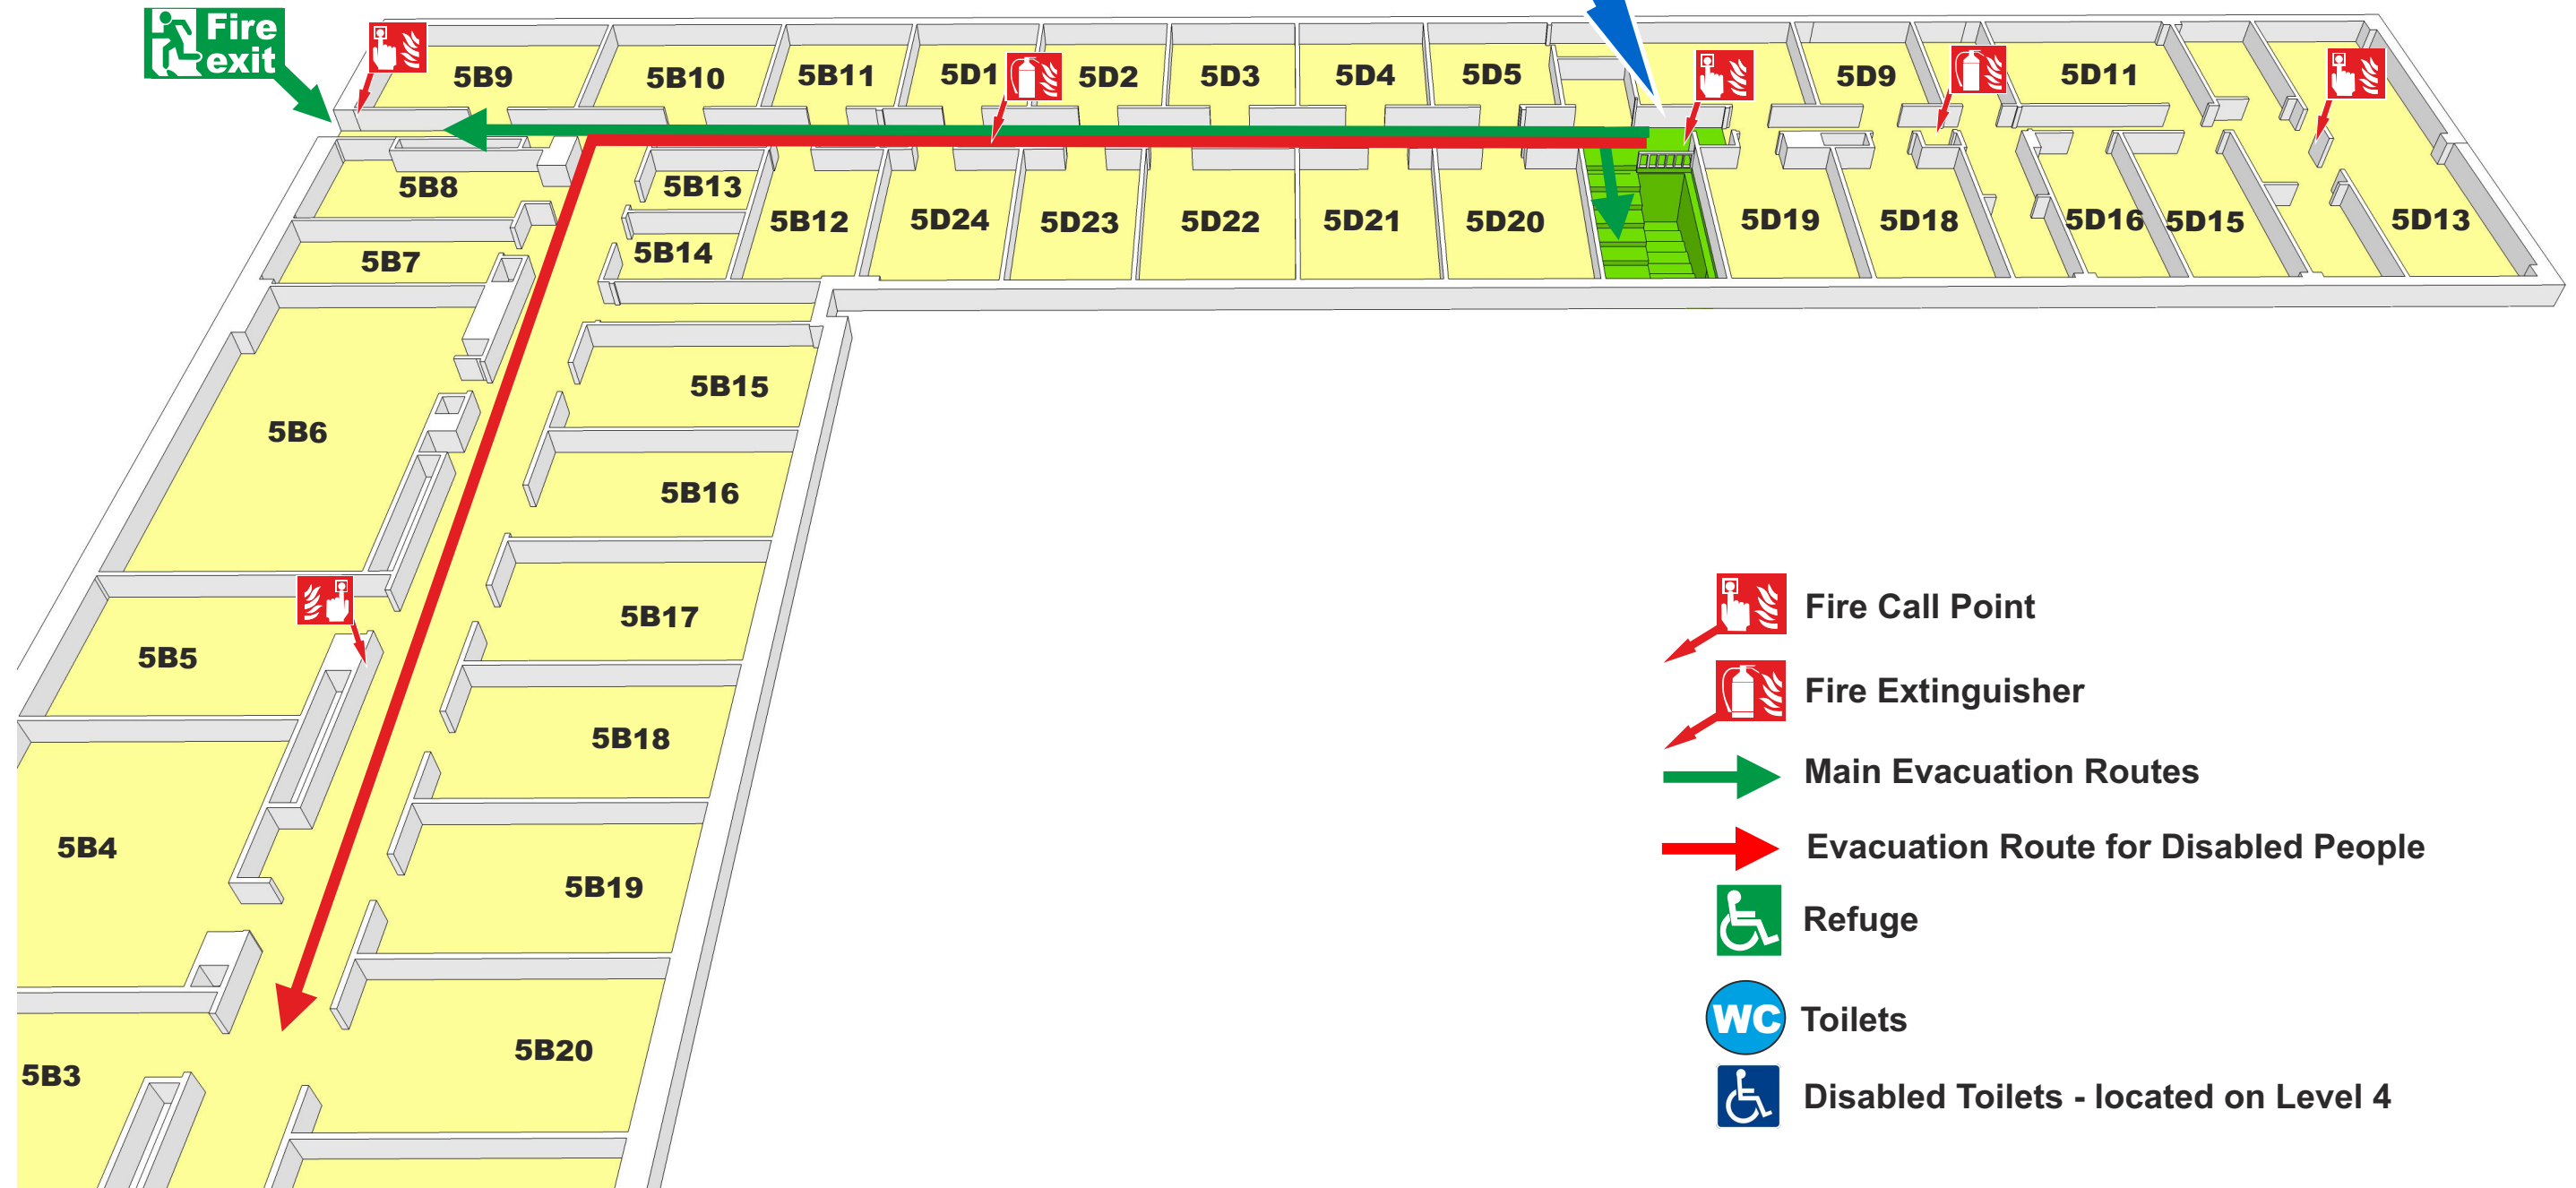 Fire
exit
5B9
5B10
5B11
5D1
5D2
5D3
5D4
5D5
5D9
5D11
5B8
5B13
5B12
5D24
5D23
5D22
5D21
5D20
5D19
5D18
5D16
5D15
5D13
5B7
5B14
5B6
5B15
5B16
5B5
5B17
5B18
5B4
5B19
5B3
5B20
Fire Call Point
Fire Extinguisher
Main Evacuation Routes
Evacuation Route for Disabled People
Refuge
WC Toilets
Disabled Toilets - located on Level 4